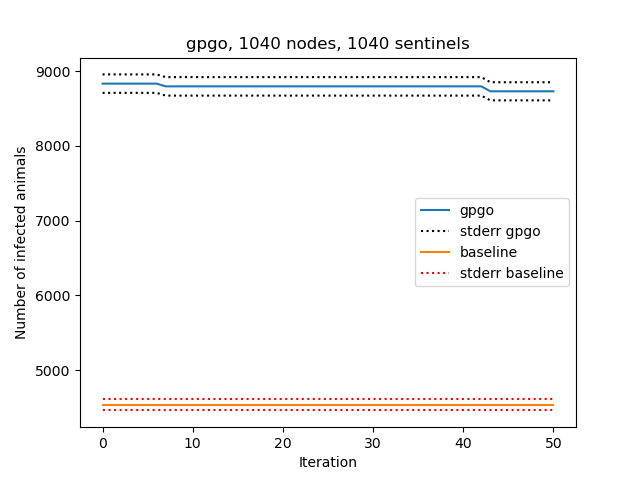 gpgo, 1040 nodes, 1040 sentinels
9000
8000
7000
6000
5000
Number of infected animals
gpgo
stderr gpgo
baseline
stderr baseline
0 10 20 30 40 50
Iteration